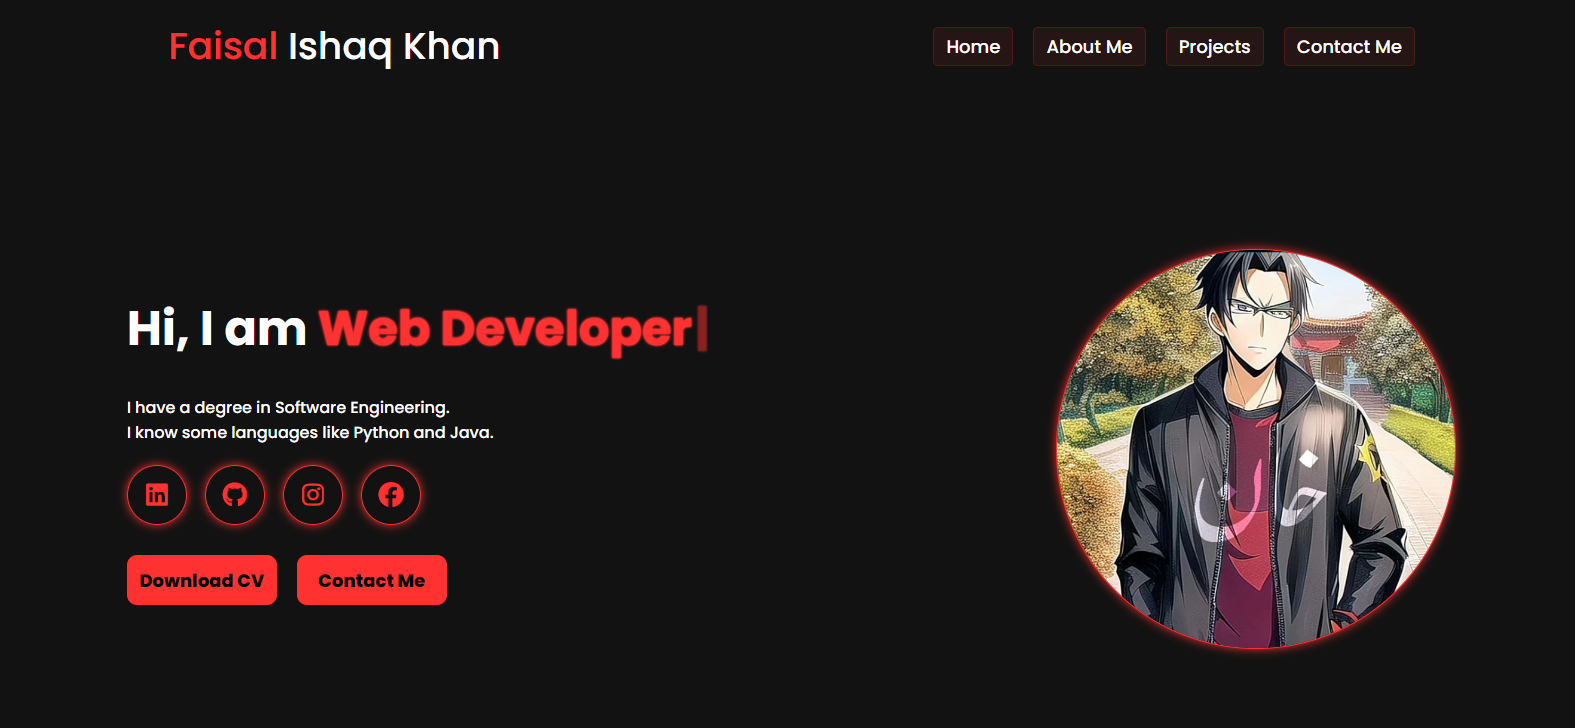 Faisal Ishaq Khan
Home
About Me
Projects
Contact Me
Hi, I am Web Developer
I have a degree in Software Engineering.
I know some languages like Python and Java.
Download CV
Contact Me